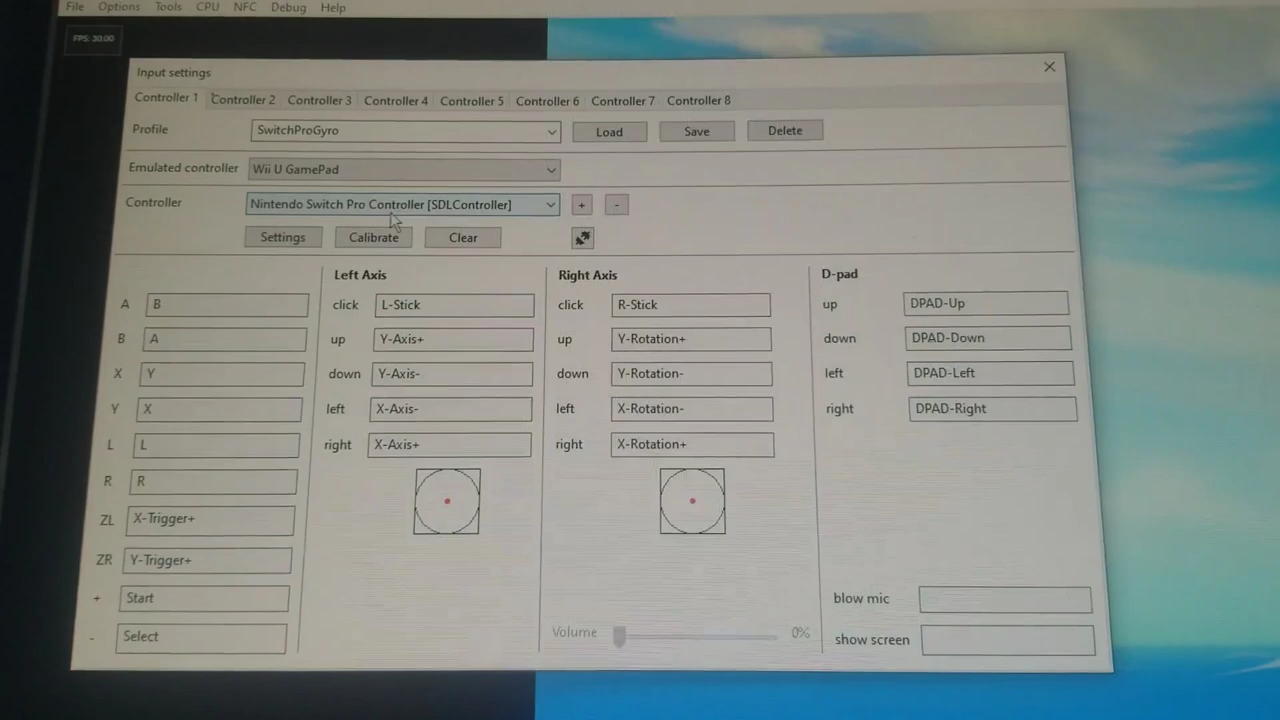 File Options Tools CPU NFC Debug Help
FPS: 30.00
Input settings
Controller 1 Controller 2 Controller 3 Controller 4 Controller 5 Controller 6 Controller 7 Controller 8
Profile SwitchProGyro Load Save Delete
Emulated controller Wii U GamePad
Controller Nintendo Switch Pro Controller [SDLController] + -
Settings Calibrate Clear
Left Axis Right Axis D-pad
A B click L-Stick click R-Stick up DPAD-Up
B A up Y-Axis+ up Y-Rotation+ down DPAD-Down
X Y down Y-Axis- down Y-Rotation- left DPAD-Left
Y X left X-Axis- left X-Rotation- right DPAD-Right
L L right X-Axis+ right X-Rotation+
R R
ZL X-Trigger+
ZR Y-Trigger+
+ Start blow mic
- Select Volume 0% show screen